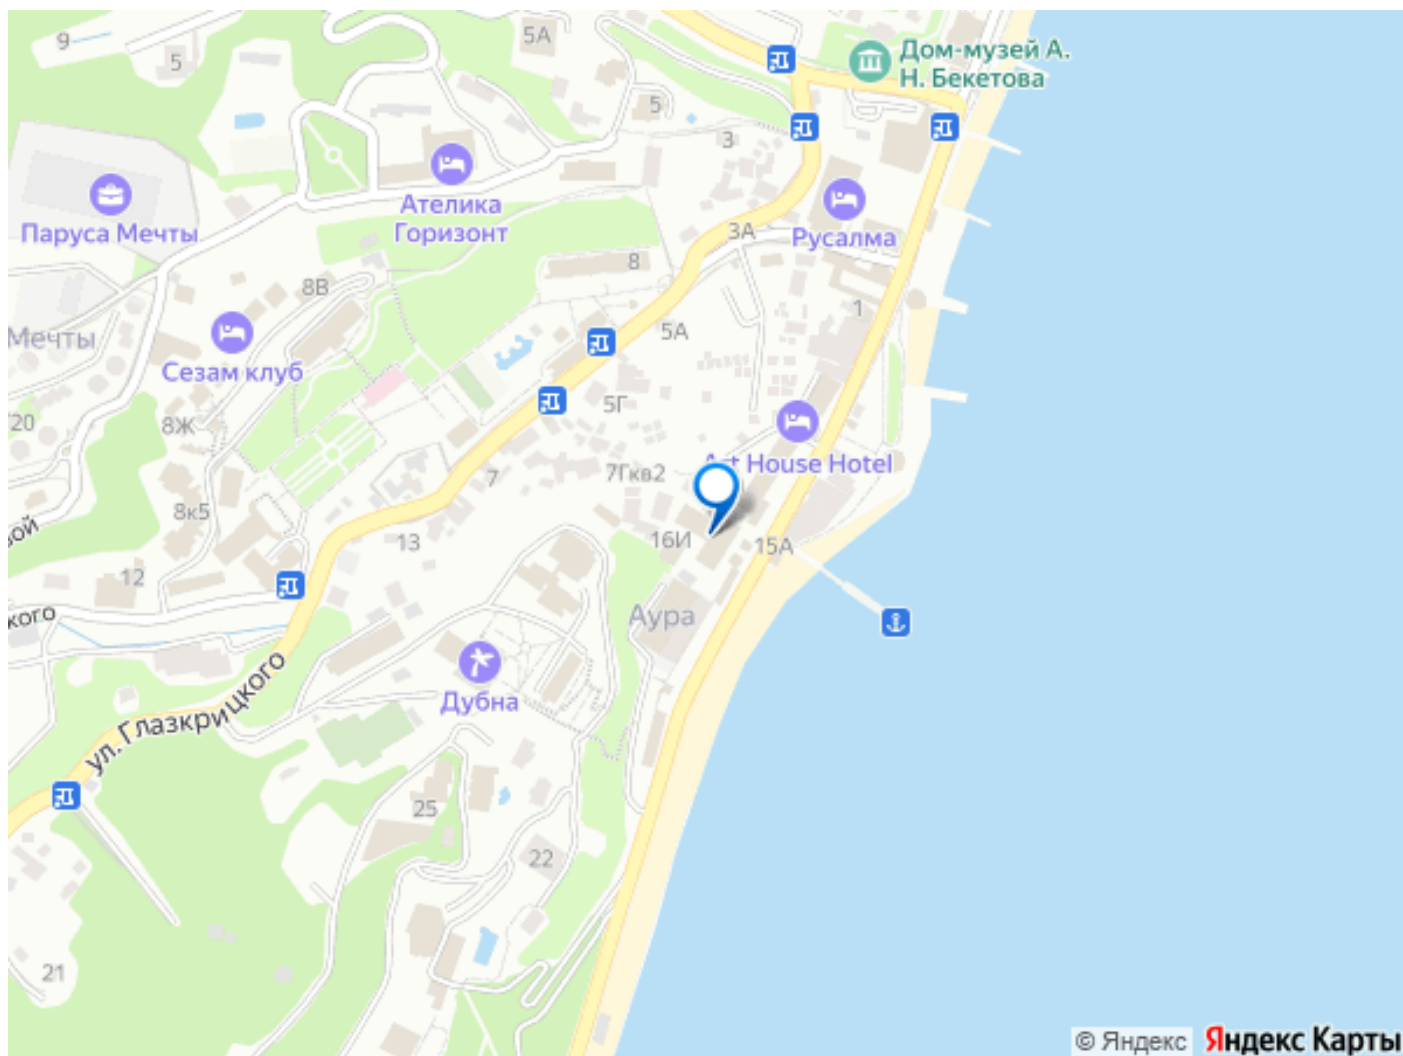 9
5
5А
Дом-музей А.
Н. Бекетова
5
3
Ателика
Горизонт
Паруса Мечты
3А
Русалма
8
8В
1
Мечты
5А
Сезам клуб
5Г
20
8Ж
Art House Hotel
7
7Гкв2
8к5
вой
13
16И
15А
12
кого
Аура
Дубна
ул. Глазкрицкого
25
22
21
© Яндекс
Яндекс Карты